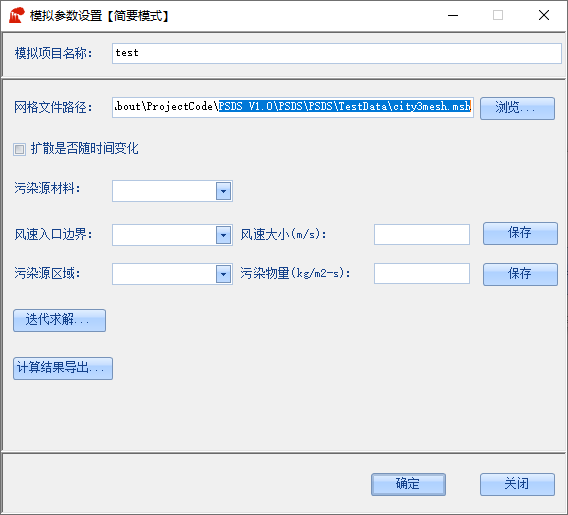 模拟参数设置【简要模式】
模拟项目名称： test
网格文件路径： about\ProjectCode\PSDS V1.0\PSDS\PSDS\TestData\city3mesh.msh 浏览...
扩散是否随时间变化
污染源材料：
风速入口边界： 风速大小(m/s)： 保存
污染源区域： 污染物量(kg/m2-s)： 保存
迭代求解...
计算结果导出...
确定 关闭